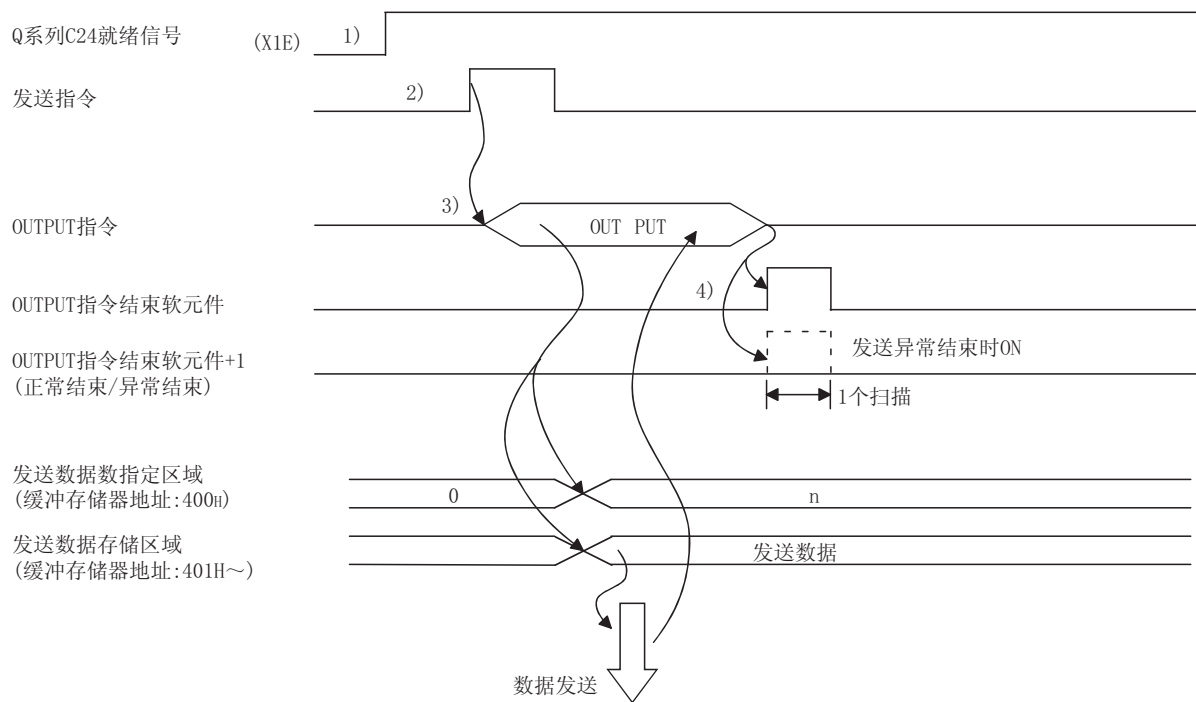 Q系列C24就绪信号 (X1E) 1)
发送指令 2)
OUTPUT指令 3) OUT PUT
OUTPUT指令结束软元件 4)
OUTPUT指令结束软元件+1
(正常结束/异常结束)
发送异常结束时ON
1个扫描
发送数据数指定区域
(缓冲存储器地址:400H)
0 n
发送数据存储区域
(缓冲存储器地址:401H～)
发送数据
数据发送